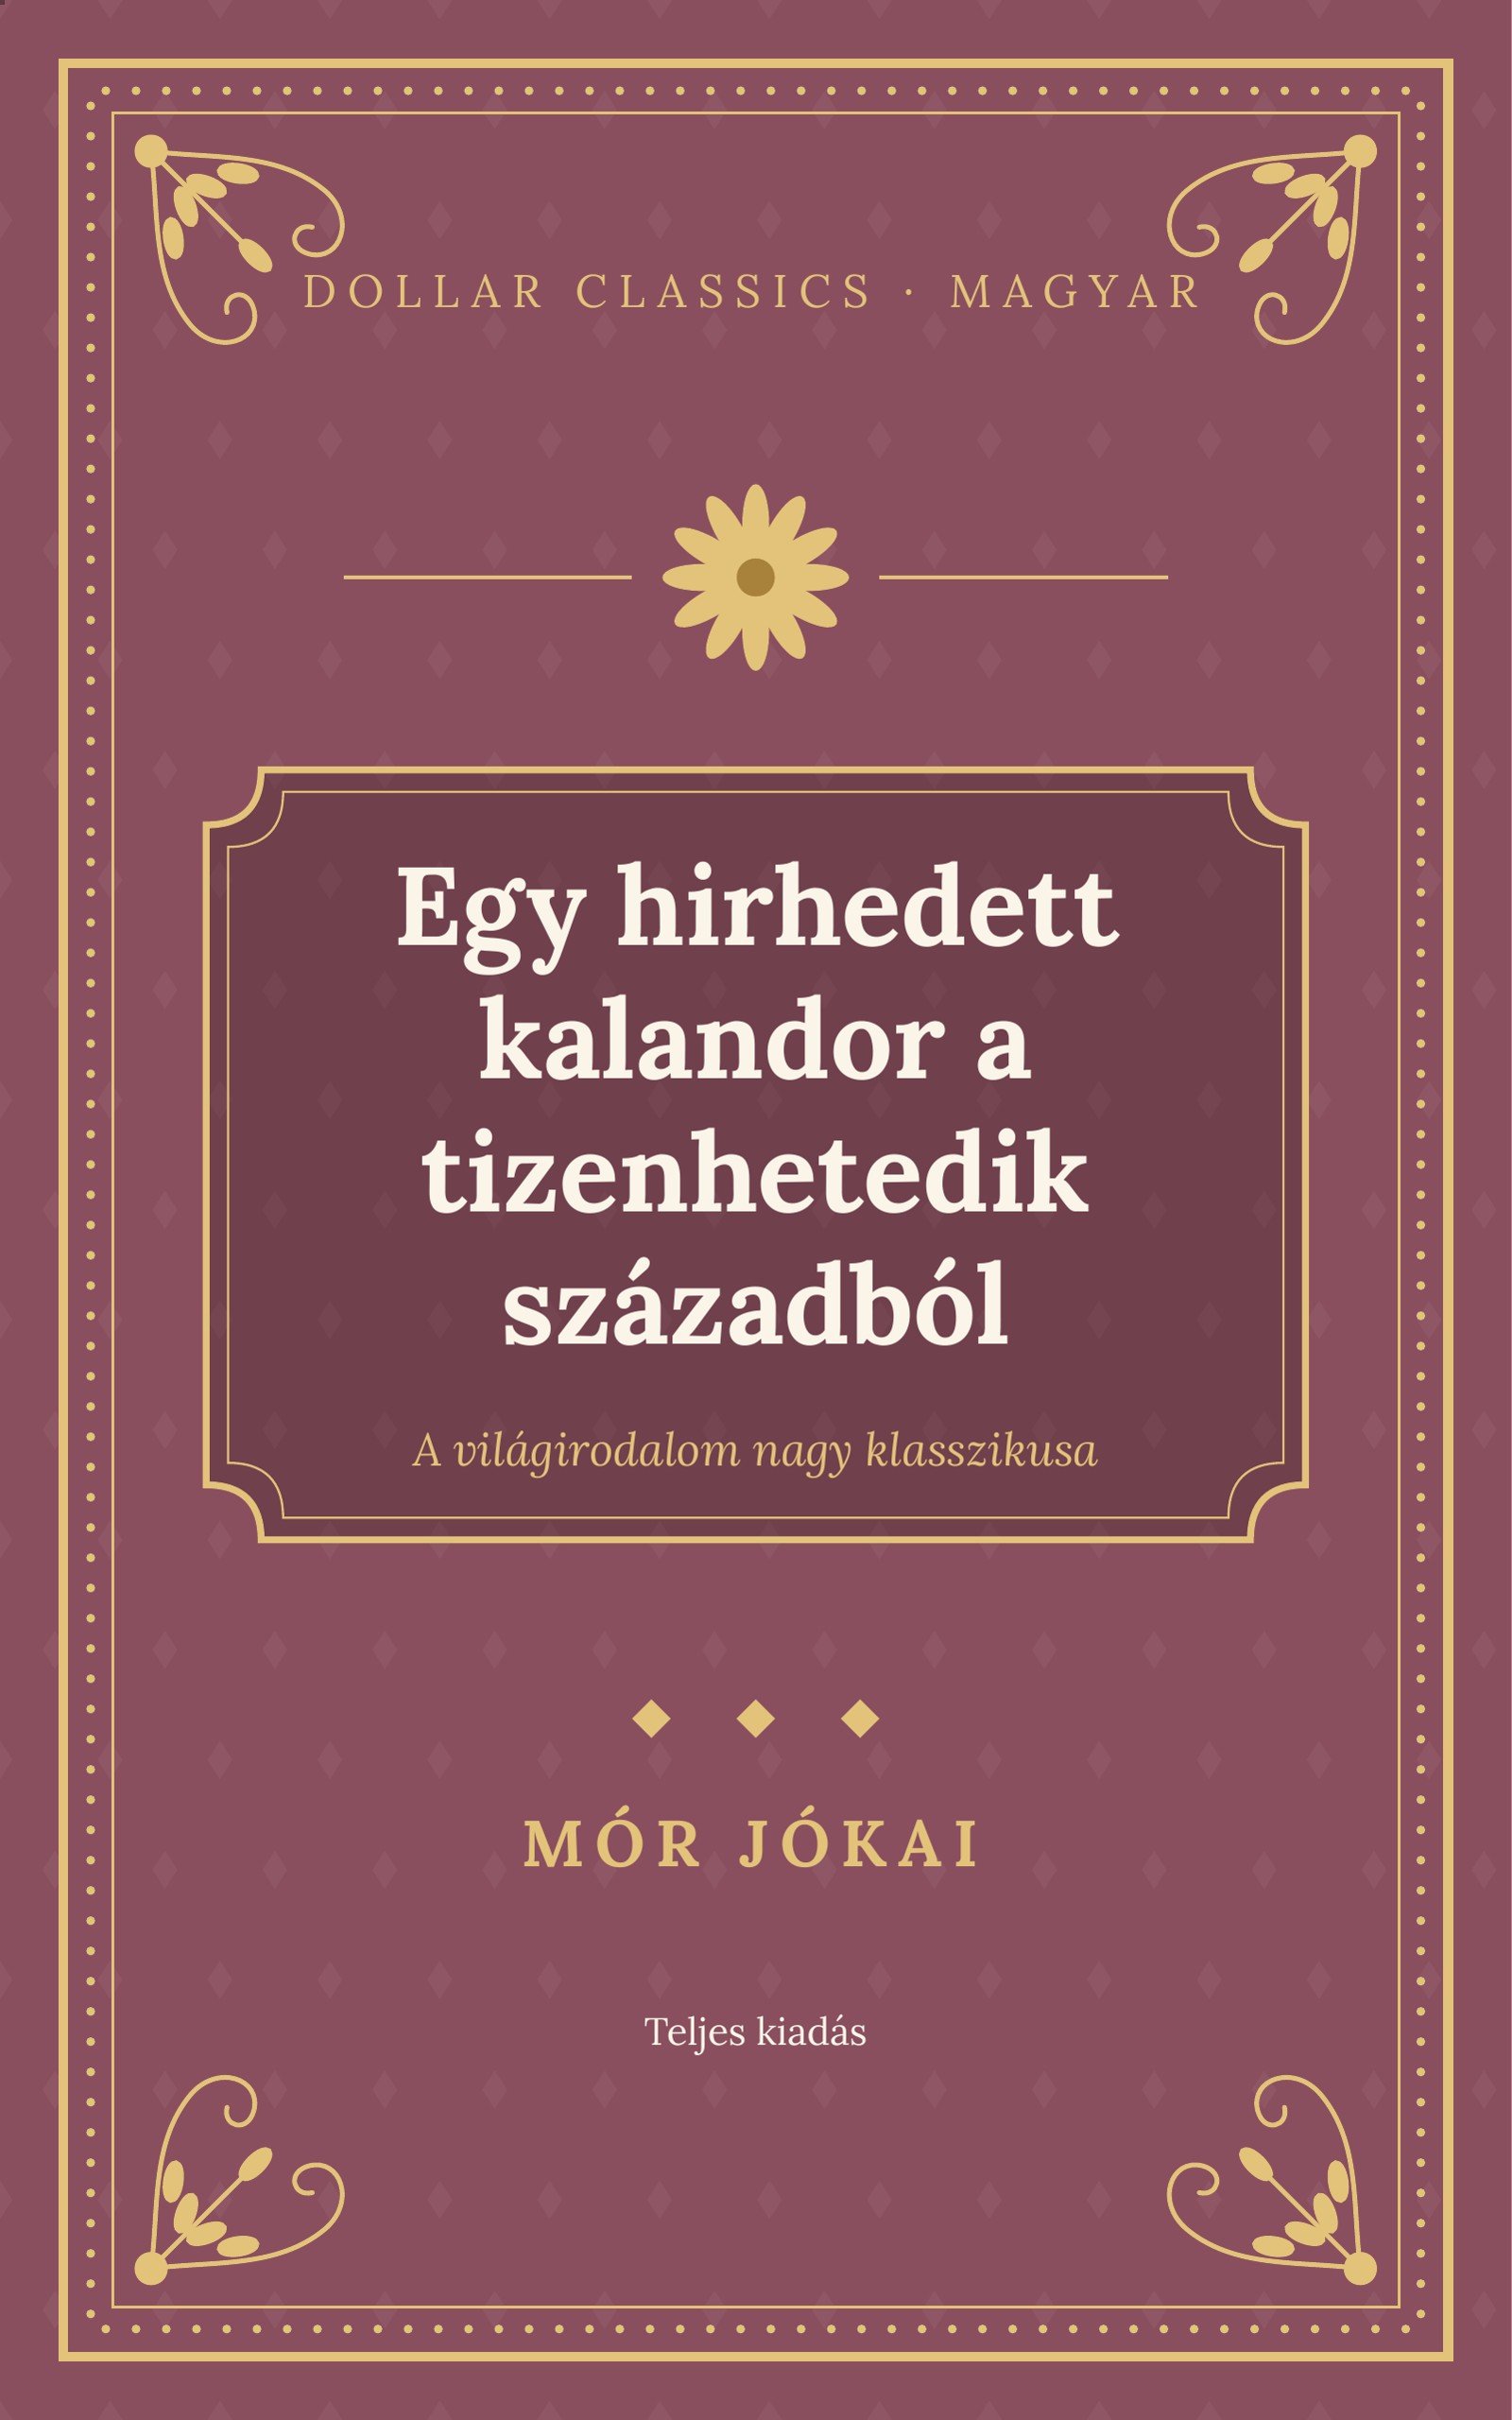 DOLLAR CLASSICS · MAGYAR
Egy hirhedett
kalandor a
tizenhetedik
századból
A világirodalom nagy klasszikusa
MÓR JÓKAI
Teljes kiadás